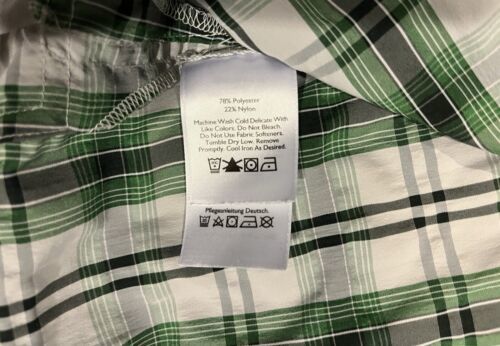 78% Polyester
22% Nylon
Machine Wash Cold Delicate With
Like Colors. Do Not Bleach.
Do Not Use Fabric Softeners.
Tumble Dry Low. Remove
Promptly. Cool Iron As Desired.
Pflegeanleitung Deutsch.